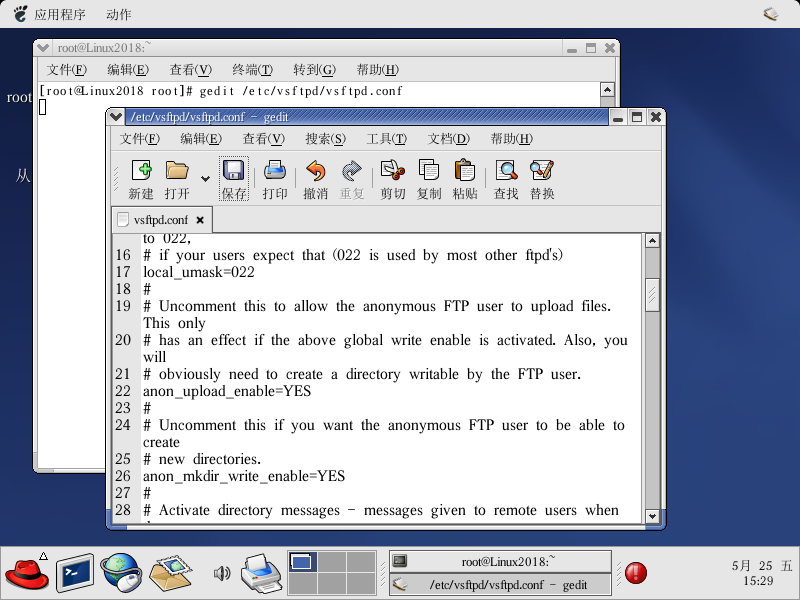 应用程序 动作
root@Linux2018:~
文件(F) 编辑(E) 查看(V) 终端(T) 转到(G) 帮助(H)
[root@Linux2018 root]# gedit /etc/vsftpd/vsftpd.conf
root
从
/etc/vsftpd/vsftpd.conf - gedit
文件(F) 编辑(E) 查看(V) 搜索(S) 工具(T) 文档(D) 帮助(H)
新建 打开 保存 打印 撤消 重复 剪切 复制 粘贴 查找 替换
vsftpd.conf
to 022,
16 # if your users expect that (022 is used by most other ftpd's)
17 local_umask=022
18 #
19 # Uncomment this to allow the anonymous FTP user to upload files.
This only
20 # has an effect if the above global write enable is activated. Also, you
will
21 # obviously need to create a directory writable by the FTP user.
22 anon_upload_enable=YES
23 #
24 # Uncomment this if you want the anonymous FTP user to be able to
create
25 # new directories.
26 anon_mkdir_write_enable=YES
27 #
28 # Activate directory messages - messages given to remote users when
root@Linux2018:~
/etc/vsftpd/vsftpd.conf - gedit
5月 25 五
15:29